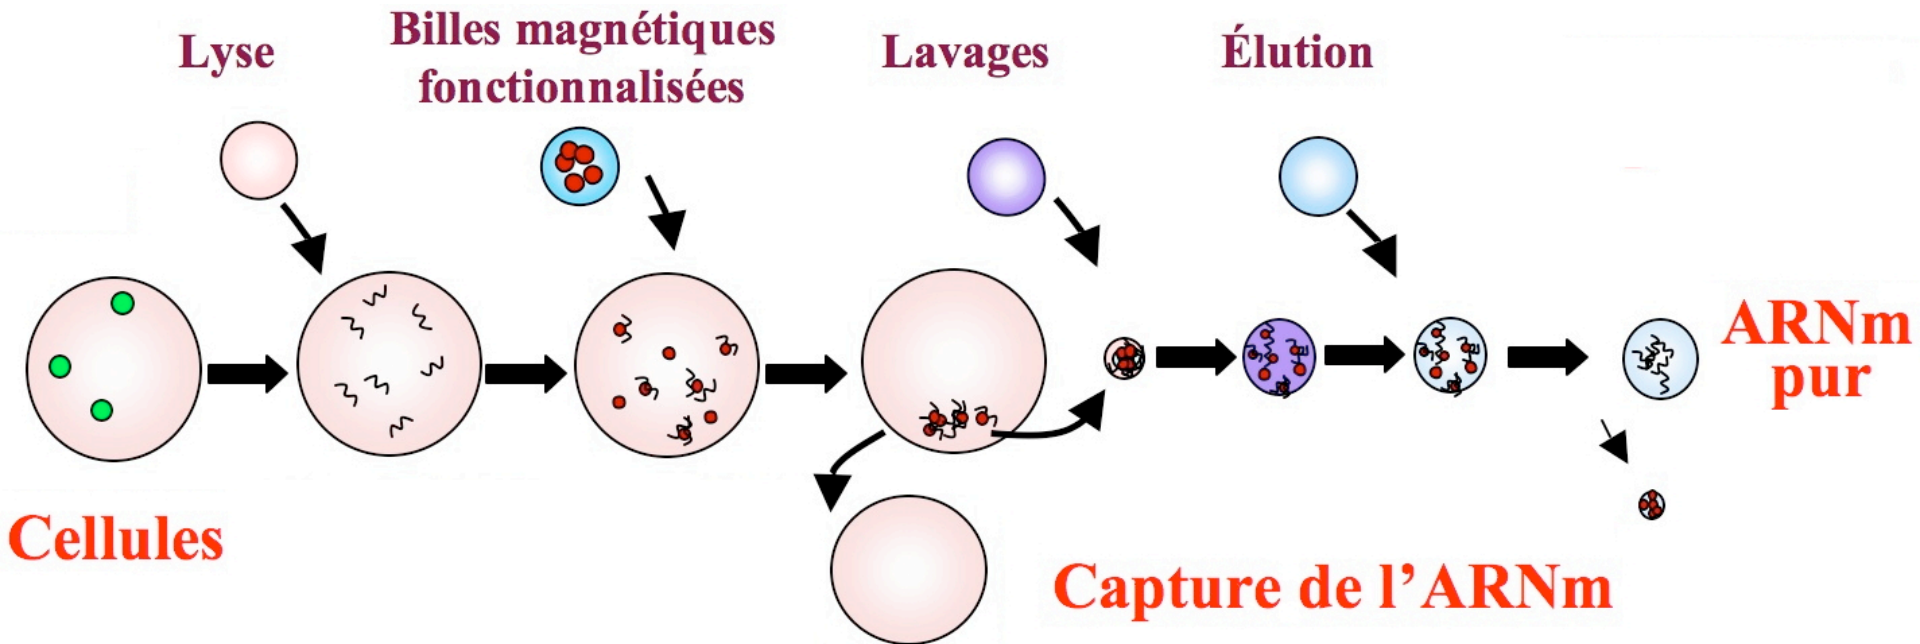 Lyse
Billes magnétiques
fonctionnalisées
Lavages
Élution
ARNm
pur
Cellules
Capture de l’ARNm